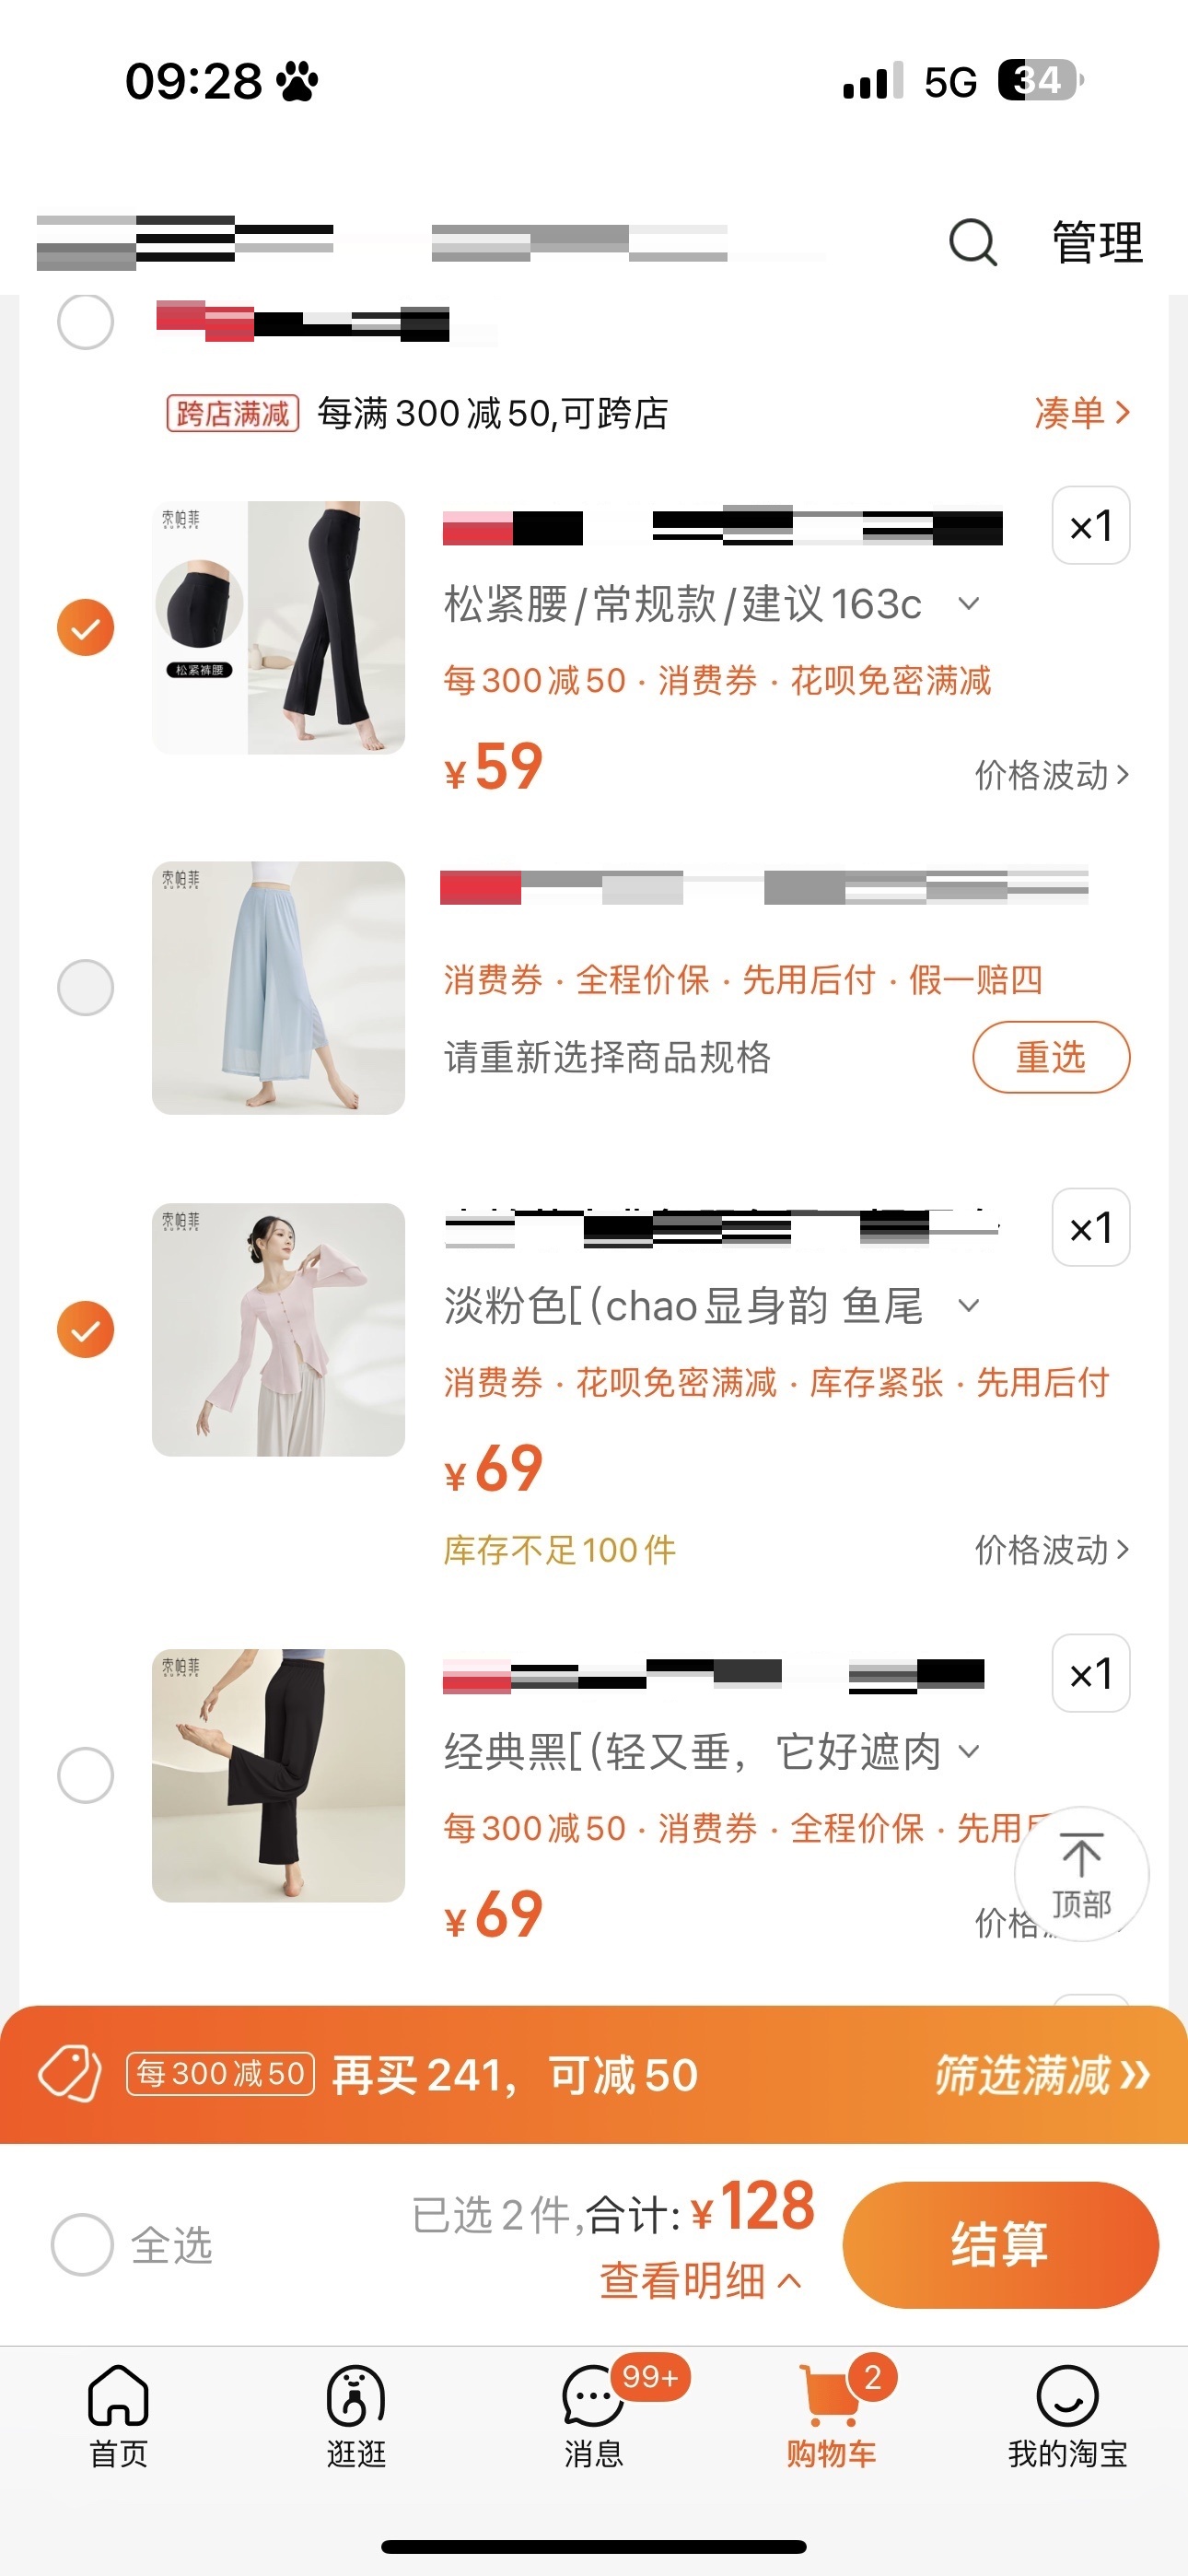 09:28
5G 34
管理
跨店满减 每满300减50,可跨店 凑单
索帕菲
SUPAFE
松紧裤腰
×1
松紧腰/常规款/建议163c
每300减50 · 消费券 · 花呗免密满减
¥59
价格波动
索帕菲
SUPAFE
消费券 · 全程价保 · 先用后付 · 假一赔四
请重新选择商品规格
重选
索帕菲
SUPAFE
×1
淡粉色[(chao显身韵 鱼尾
消费券 · 花呗免密满减 · 库存紧张 · 先用后付
¥69
库存不足100件
价格波动
索帕菲
SUPAFE
×1
经典黑[(轻又垂，它好遮肉
每300减50 · 消费券 · 全程价保 · 先用
¥69
价格
顶部
每300减50 再买241，可减50 筛选满减
全选
已选2件,合计:¥128
查看明细
结算
99+
2
首页
逛逛
消息
购物车
我的淘宝